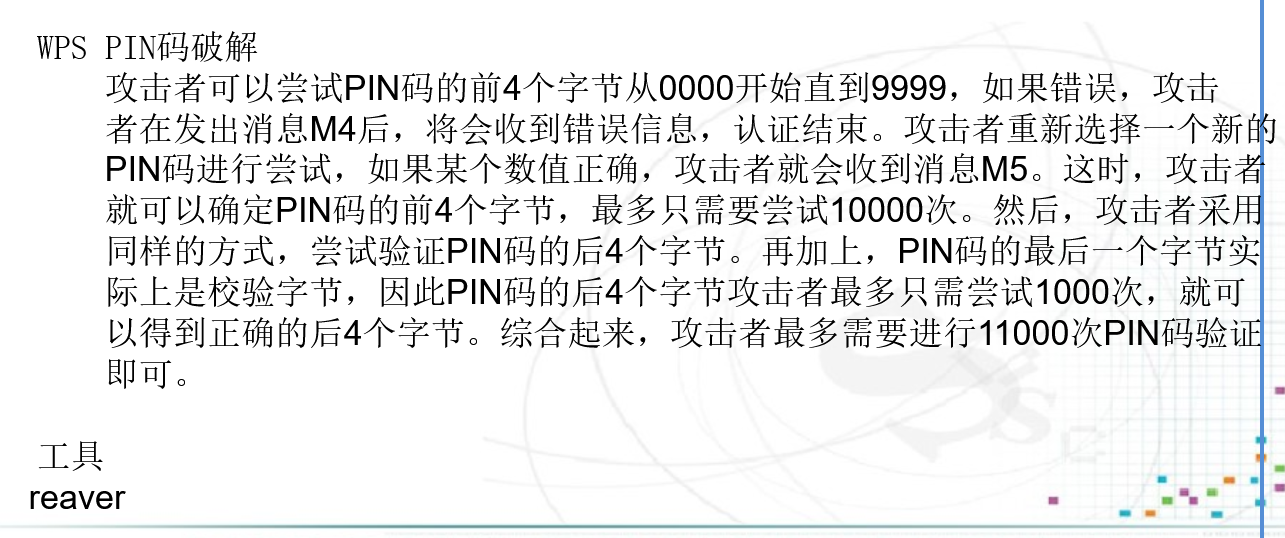 WPS PIN码破解
攻击者可以尝试PIN码的前4个字节从0000开始直到9999，如果错误，攻击
者在发出消息M4后，将会收到错误信息，认证结束。攻击者重新选择一个新的
PIN码进行尝试，如果某个数值正确，攻击者就会收到消息M5。这时，攻击者
就可以确定PIN码的前4个字节，最多只需要尝试10000次。然后，攻击者采用
同样的方式，尝试验证PIN码的后4个字节。再加上，PIN码的最后一个字节实
际上是校验字节，因此PIN码的后4个字节攻击者最多只需尝试1000次，就可
以得到正确的后4个字节。综合起来，攻击者最多需要进行11000次PIN码验证
即可。
工具
reaver